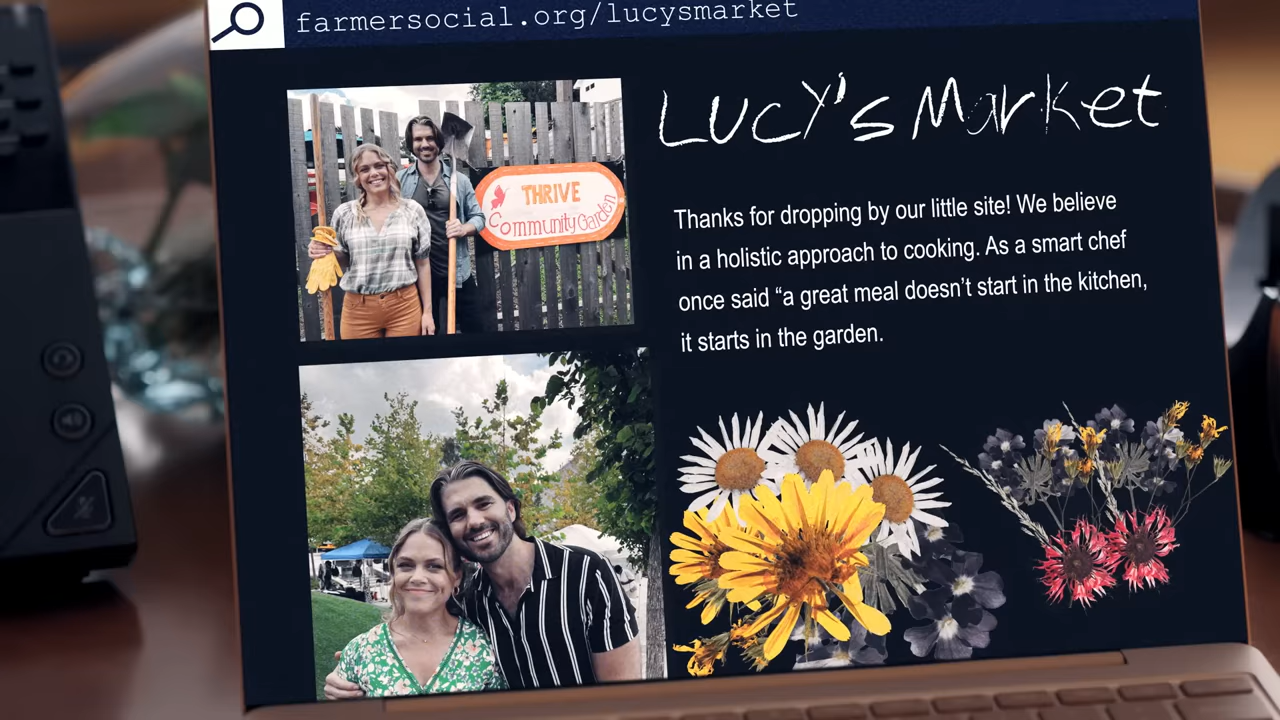 farmersocial.org/lucysmarket
LUCY's Market
THRIVE
Community Garden
Thanks for dropping by our little site! We believe
in a holistic approach to cooking. As a smart chef
once said “a great meal doesn’t start in the kitchen,
it starts in the garden.